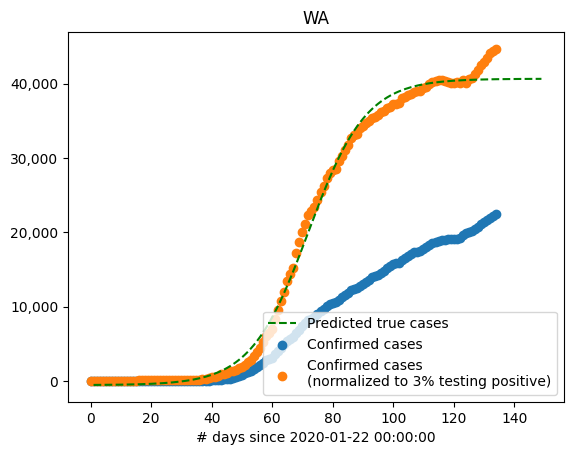 WA
40,000
30,000
20,000
10,000
0
Predicted true cases
Confirmed cases
Confirmed cases
(normalized to 3% testing positive)
0 20 40 60 80 100 120 140
# days since 2020-01-22 00:00:00